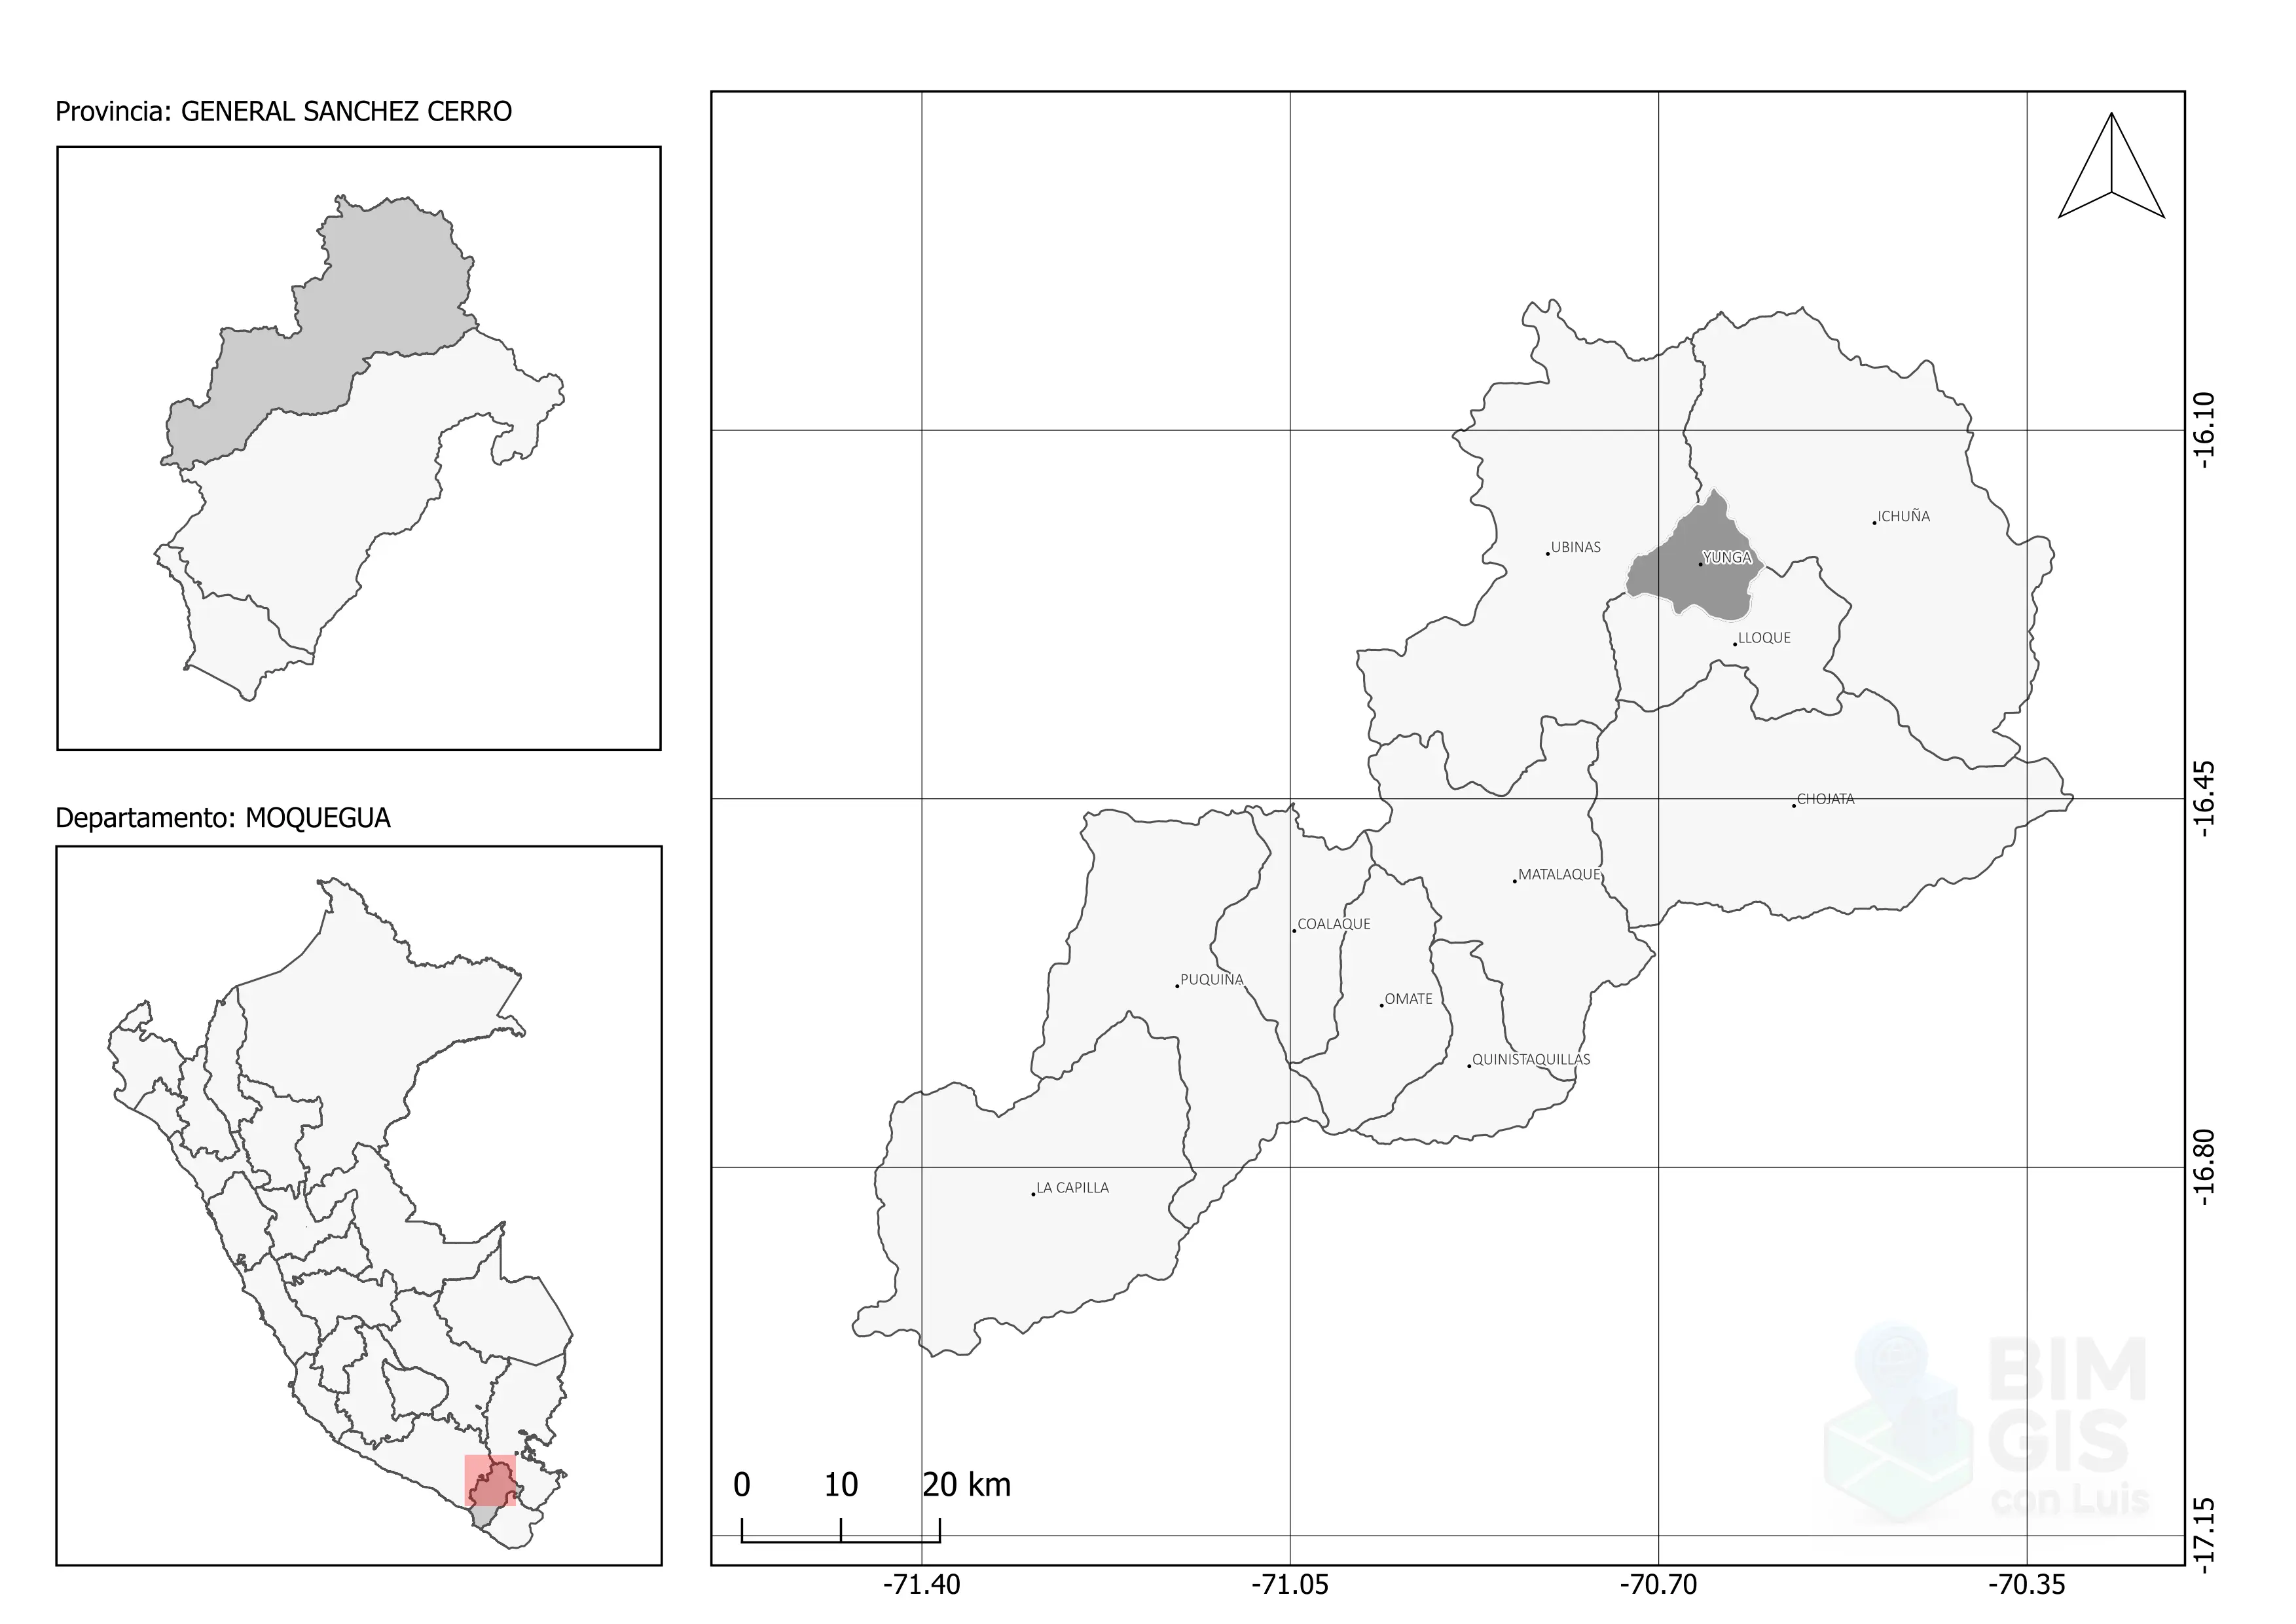 Provincia: GENERAL SANCHEZ CERRO
Departamento: MOQUEGUA
ICHUÑA
UBINAS
YUNGA
LLOQUE
CHOJATA
MATALAQUE
COALAQUE
PUQUINA
OMATE
QUINISTAQUILLAS
LA CAPILLA
-16.10
-16.45
-16.80
-17.15
0 10 20 km
-71.40 -71.05 -70.70 -70.35
BIM
GIS
con Luis